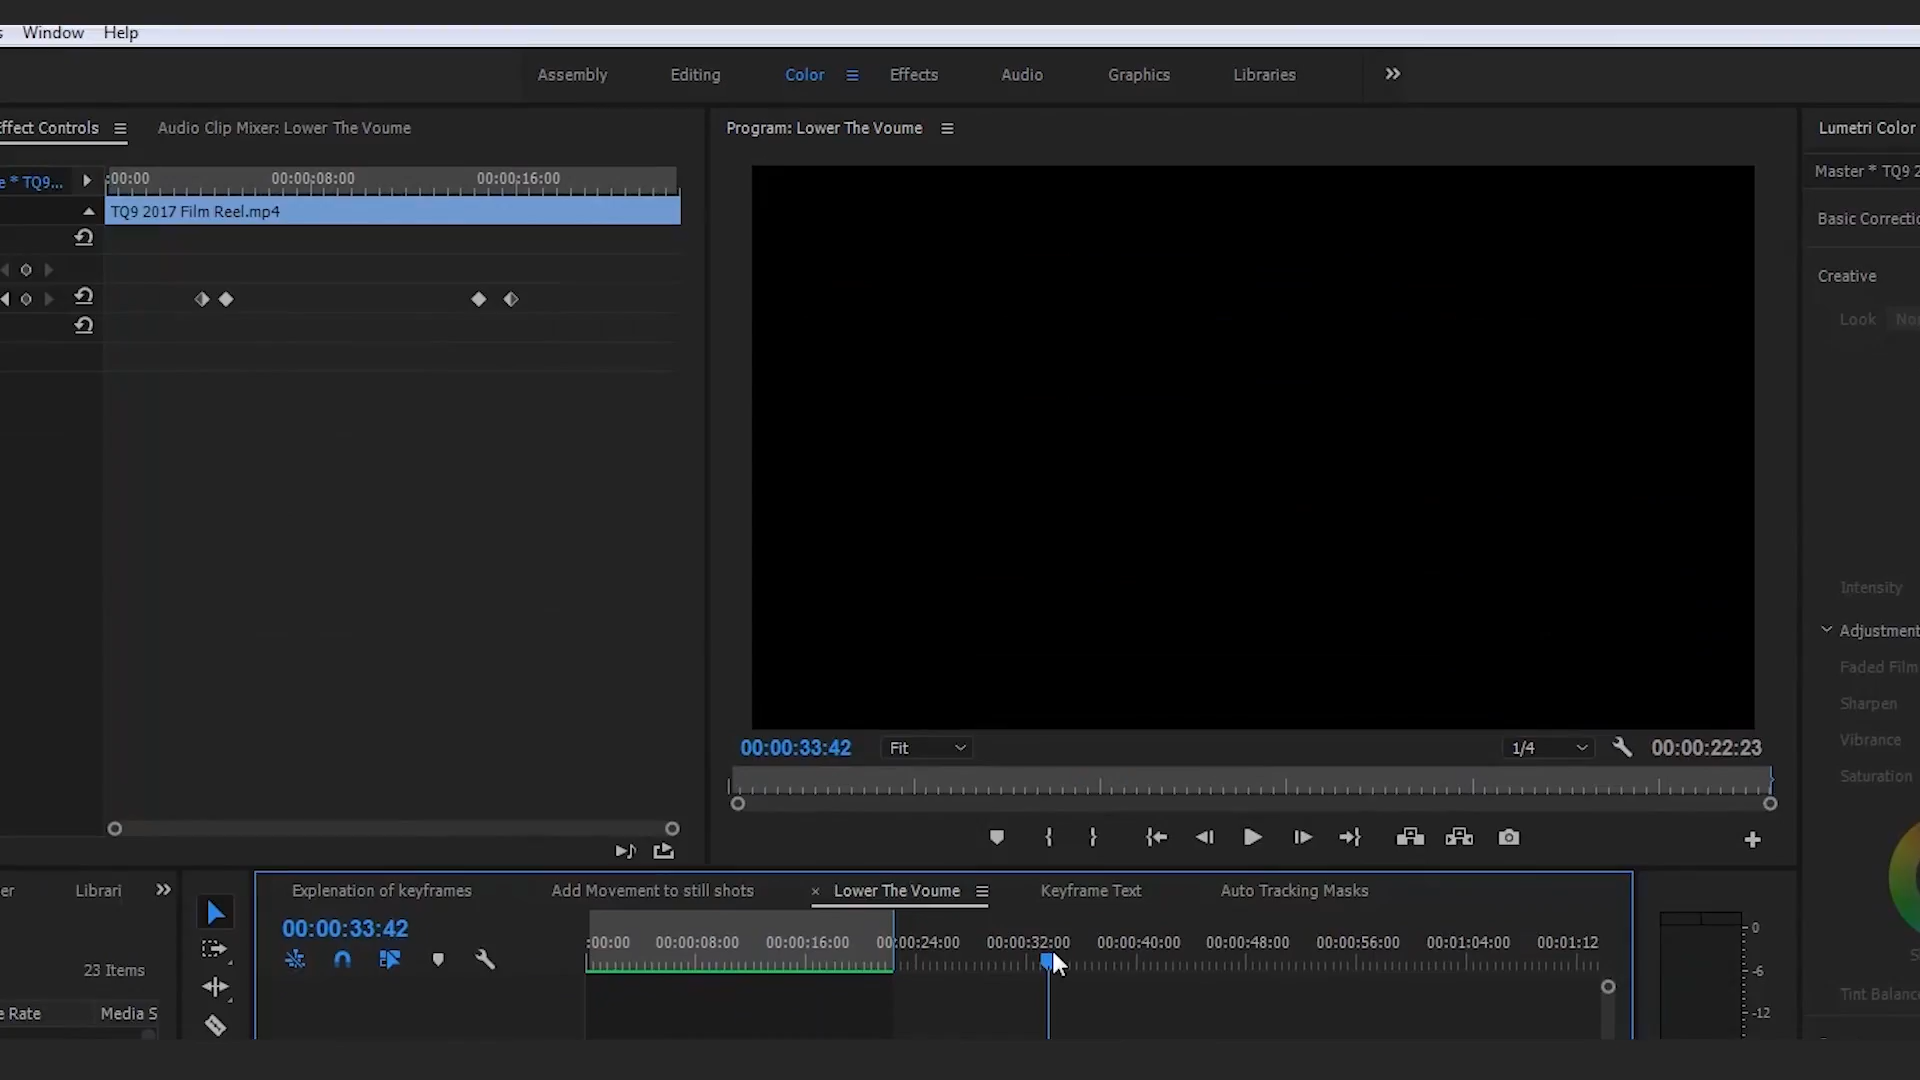 s Window Help
Assembly Editing Color Effects Audio Graphics Libraries
ffect Controls Audio Clip Mixer: Lower The Voume
Program: Lower The Voume
Lumetri Color
e * TQ9...
:00:00 00:00:08:00 00:00:16:00
Master * TQ9 2
TQ9 2017 Film Reel.mp4
Basic Correctio
Creative
Look No
Intensity
Adjustment
Faded Film
Sharpen
Vibrance
Saturation
00:00:33:42 Fit 1/4 00:00:22:23
er Librari
Explenation of keyframes Add Movement to still shots × Lower The Voume Keyframe Text Auto Tracking Masks
00:00:33:42
:00:00 00:00:08:00 00:00:16:00 00:00:24:00 00:00:32:00 00:00:40:00 00:00:48:00 00:00:56:00 00:01:04:00 00:01:12
0
-6
-12
23 Items
e Rate Media S
Tint Balanc